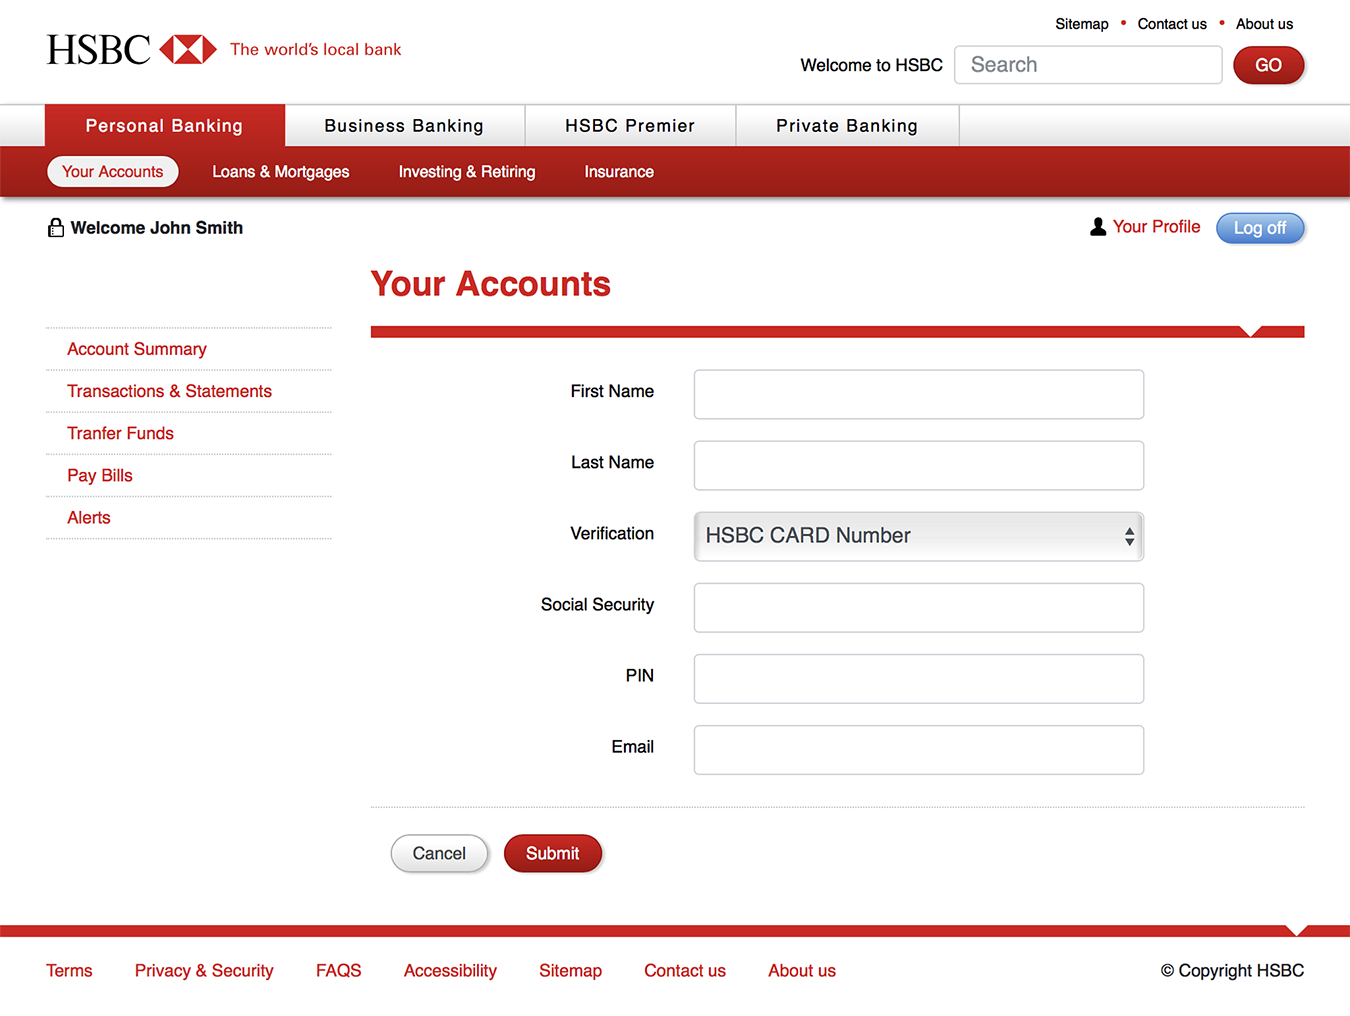 Sitemap • Contact us • About us
HSBC The world's local bank
Welcome to HSBC Search GO
Personal Banking Business Banking HSBC Premier Private Banking
Your Accounts Loans & Mortgages Investing & Retiring Insurance
Welcome John Smith Your Profile Log off
Your Accounts
Account Summary
Transactions & Statements
Tranfer Funds
Pay Bills
Alerts
First Name
Last Name
Verification HSBC CARD Number
Social Security
PIN
Email
Cancel Submit
Terms Privacy & Security FAQS Accessibility Sitemap Contact us About us © Copyright HSBC